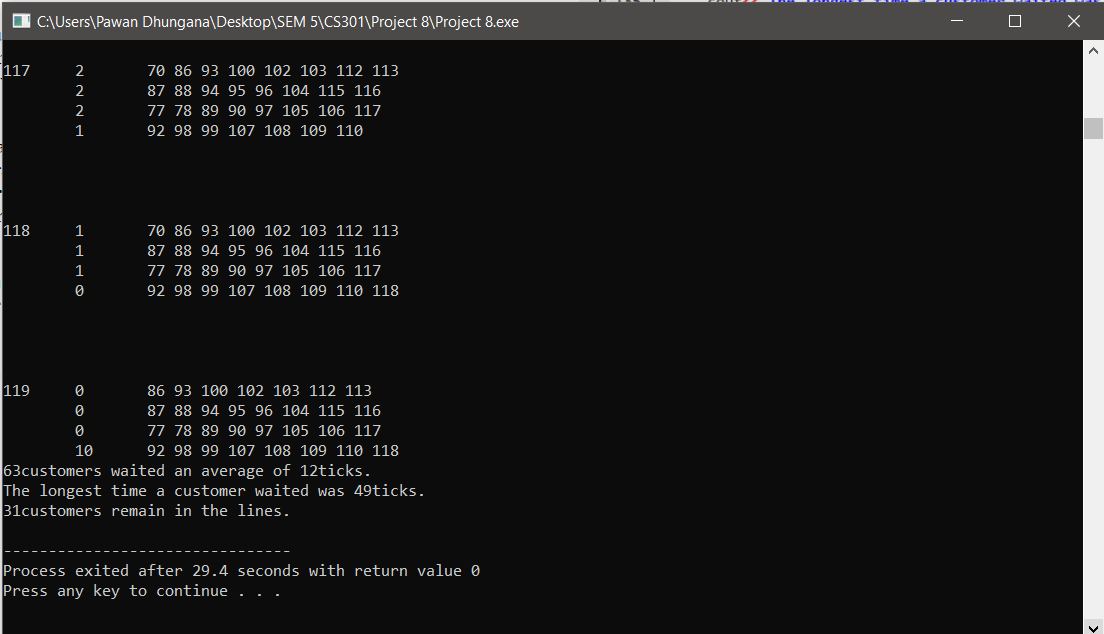 C:\Users\Pawan Dhungana\Desktop\SEM 5\CS301\Project 8\Project 8.exe
117 2 70 86 93 100 102 103 112 113
2 87 88 94 95 96 104 115 116
2 77 78 89 90 97 105 106 117
1 92 98 99 107 108 109 110
118 1 70 86 93 100 102 103 112 113
1 87 88 94 95 96 104 115 116
1 77 78 89 90 97 105 106 117
0 92 98 99 107 108 109 110 118
119 0 86 93 100 102 103 112 113
0 87 88 94 95 96 104 115 116
0 77 78 89 90 97 105 106 117
10 92 98 99 107 108 109 110 118
63customers waited an average of 12ticks.
The longest time a customer waited was 49ticks.
31customers remain in the lines.
--------------------------------
Process exited after 29.4 seconds with return value 0
Press any key to continue . . .